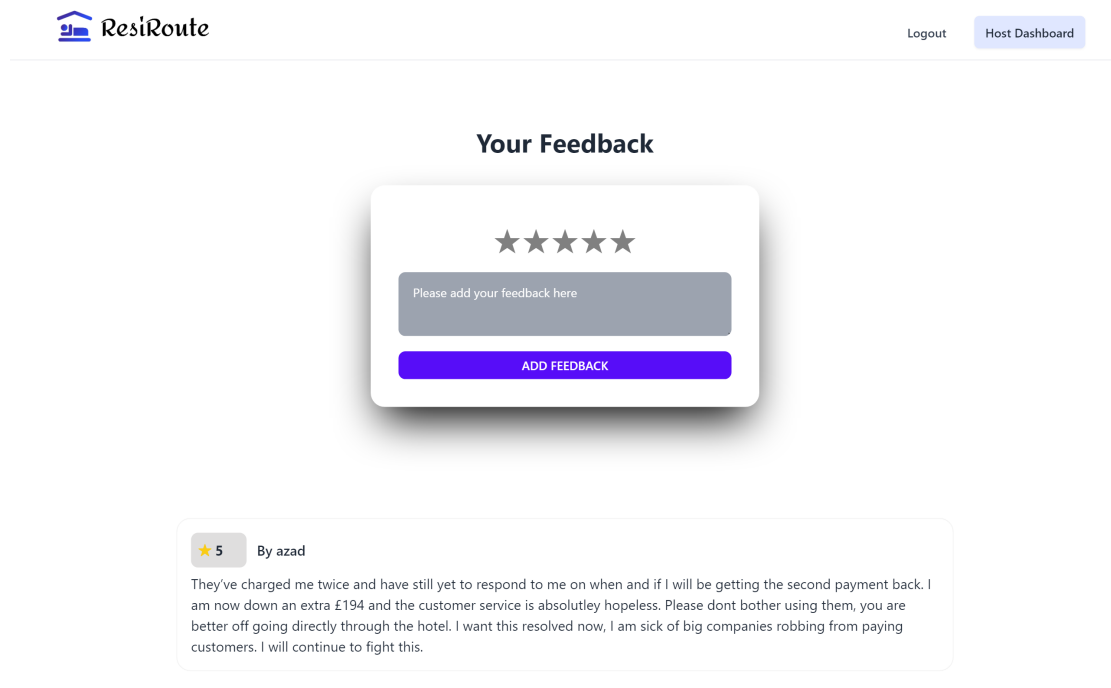 ResiRoute
Logout
Host Dashboard
Your Feedback
Please add your feedback here
ADD FEEDBACK
5
By azad
They've charged me twice and have still yet to respond to me on when and if I will be getting the second payment back. I
am now down an extra £194 and the customer service is absolutley hopeless. Please dont bother using them, you are
better off going directly through the hotel. I want this resolved now, I am sick of big companies robbing from paying
customers. I will continue to fight this.